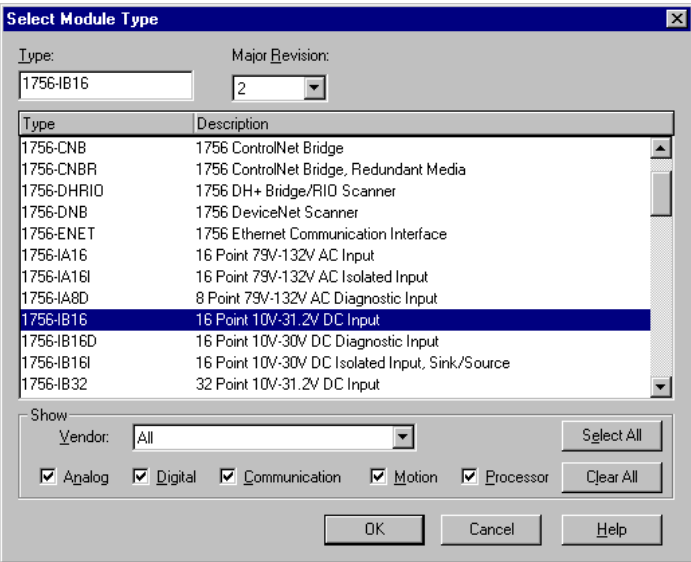 Select Module Type
Type: Major Revision:
1756-IB16 2
Type Description
1756-CNB 1756 ControlNet Bridge
1756-CNBR 1756 ControlNet Bridge, Redundant Media
1756-DHRIO 1756 DH+ Bridge/RIO Scanner
1756-DNB 1756 DeviceNet Scanner
1756-ENET 1756 Ethernet Communication Interface
1756-IA16 16 Point 79V-132V AC Input
1756-IA16I 16 Point 79V-132V AC Isolated Input
1756-IA8D 8 Point 79V-132V AC Diagnostic Input
1756-IB16 16 Point 10V-31.2V DC Input
1756-IB16D 16 Point 10V-30V DC Diagnostic Input
1756-IB16I 16 Point 10V-30V DC Isolated Input, Sink/Source
1756-IB32 32 Point 10V-31.2V DC Input
Show
Vendor: All Select All
Analog Digital Communication Motion Processor Clear All
OK Cancel Help